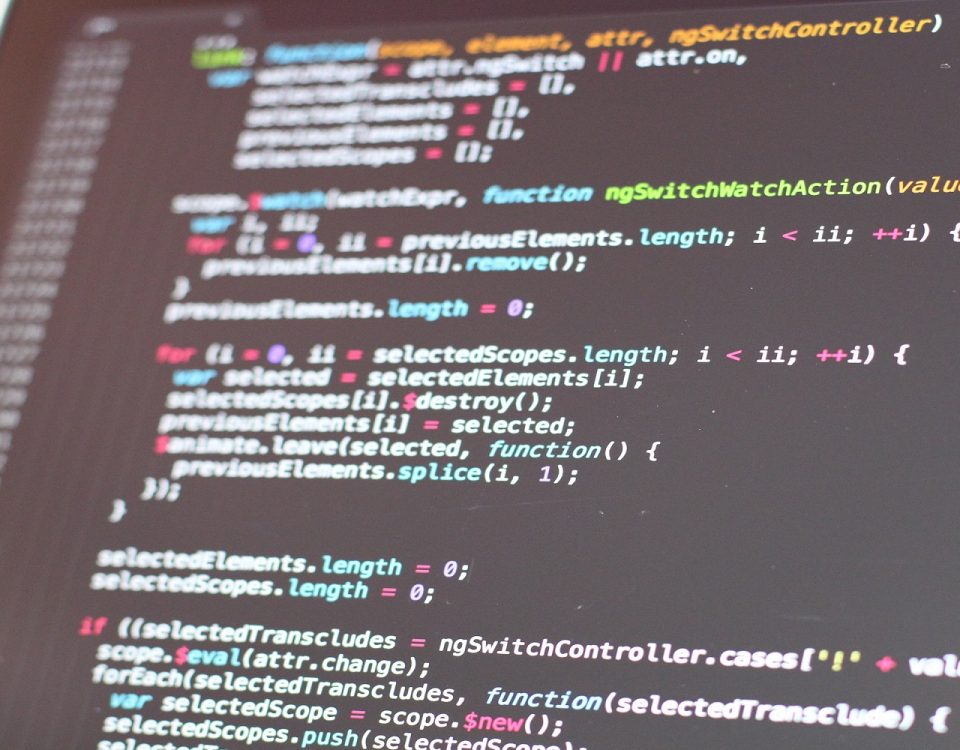 link: function(scope, element, attr, ngSwitchController)
var watchExpr = attr.ngSwitch || attr.on,
selectedTranscludes = [],
selectedElements = [],
previousElements = [],
selectedScopes = [];
scope.$watch(watchExpr, function ngSwitchWatchAction(value
var i, ii;
for (i = 0, ii = previousElements.length; i < ii; ++i) {
previousElements[i].remove();
}
previousElements.length = 0;
for (i = 0, ii = selectedScopes.length; i < ii; ++i) {
var selected = selectedElements[i];
selectedScopes[i].$destroy();
previousElements[i] = selected;
$animate.leave(selected, function() {
previousElements.splice(i, 1);
});
}
selectedElements.length = 0;
selectedScopes.length = 0;
if ((selectedTranscludes = ngSwitchController.cases['!' + val
scope.$eval(attr.change);
forEach(selectedTranscludes, function(selectedTransclude) {
var selectedScope = scope.$new();
selectedScopes.push(selectedScope);